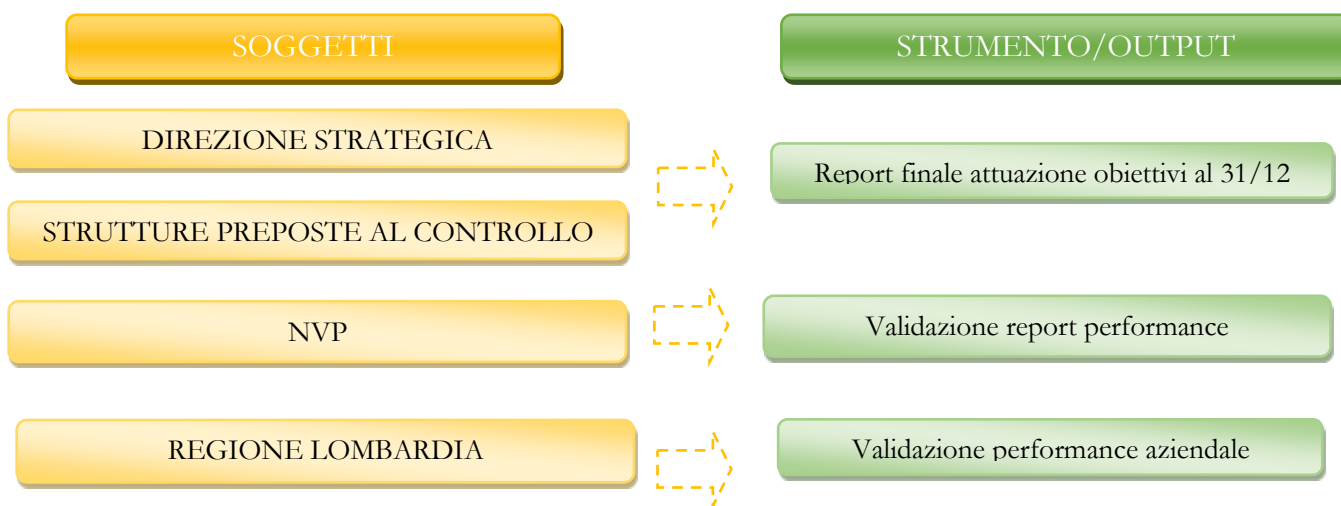 SOGGETTI
STRUMENTO/OUTPUT
DIREZIONE STRATEGICA
STRUTTURE PREPOSTE AL CONTROLLO
Report finale attuazione obiettivi al 31/12
NVP
Validazione report performance
REGIONE LOMBARDIA
Validazione performance aziendale